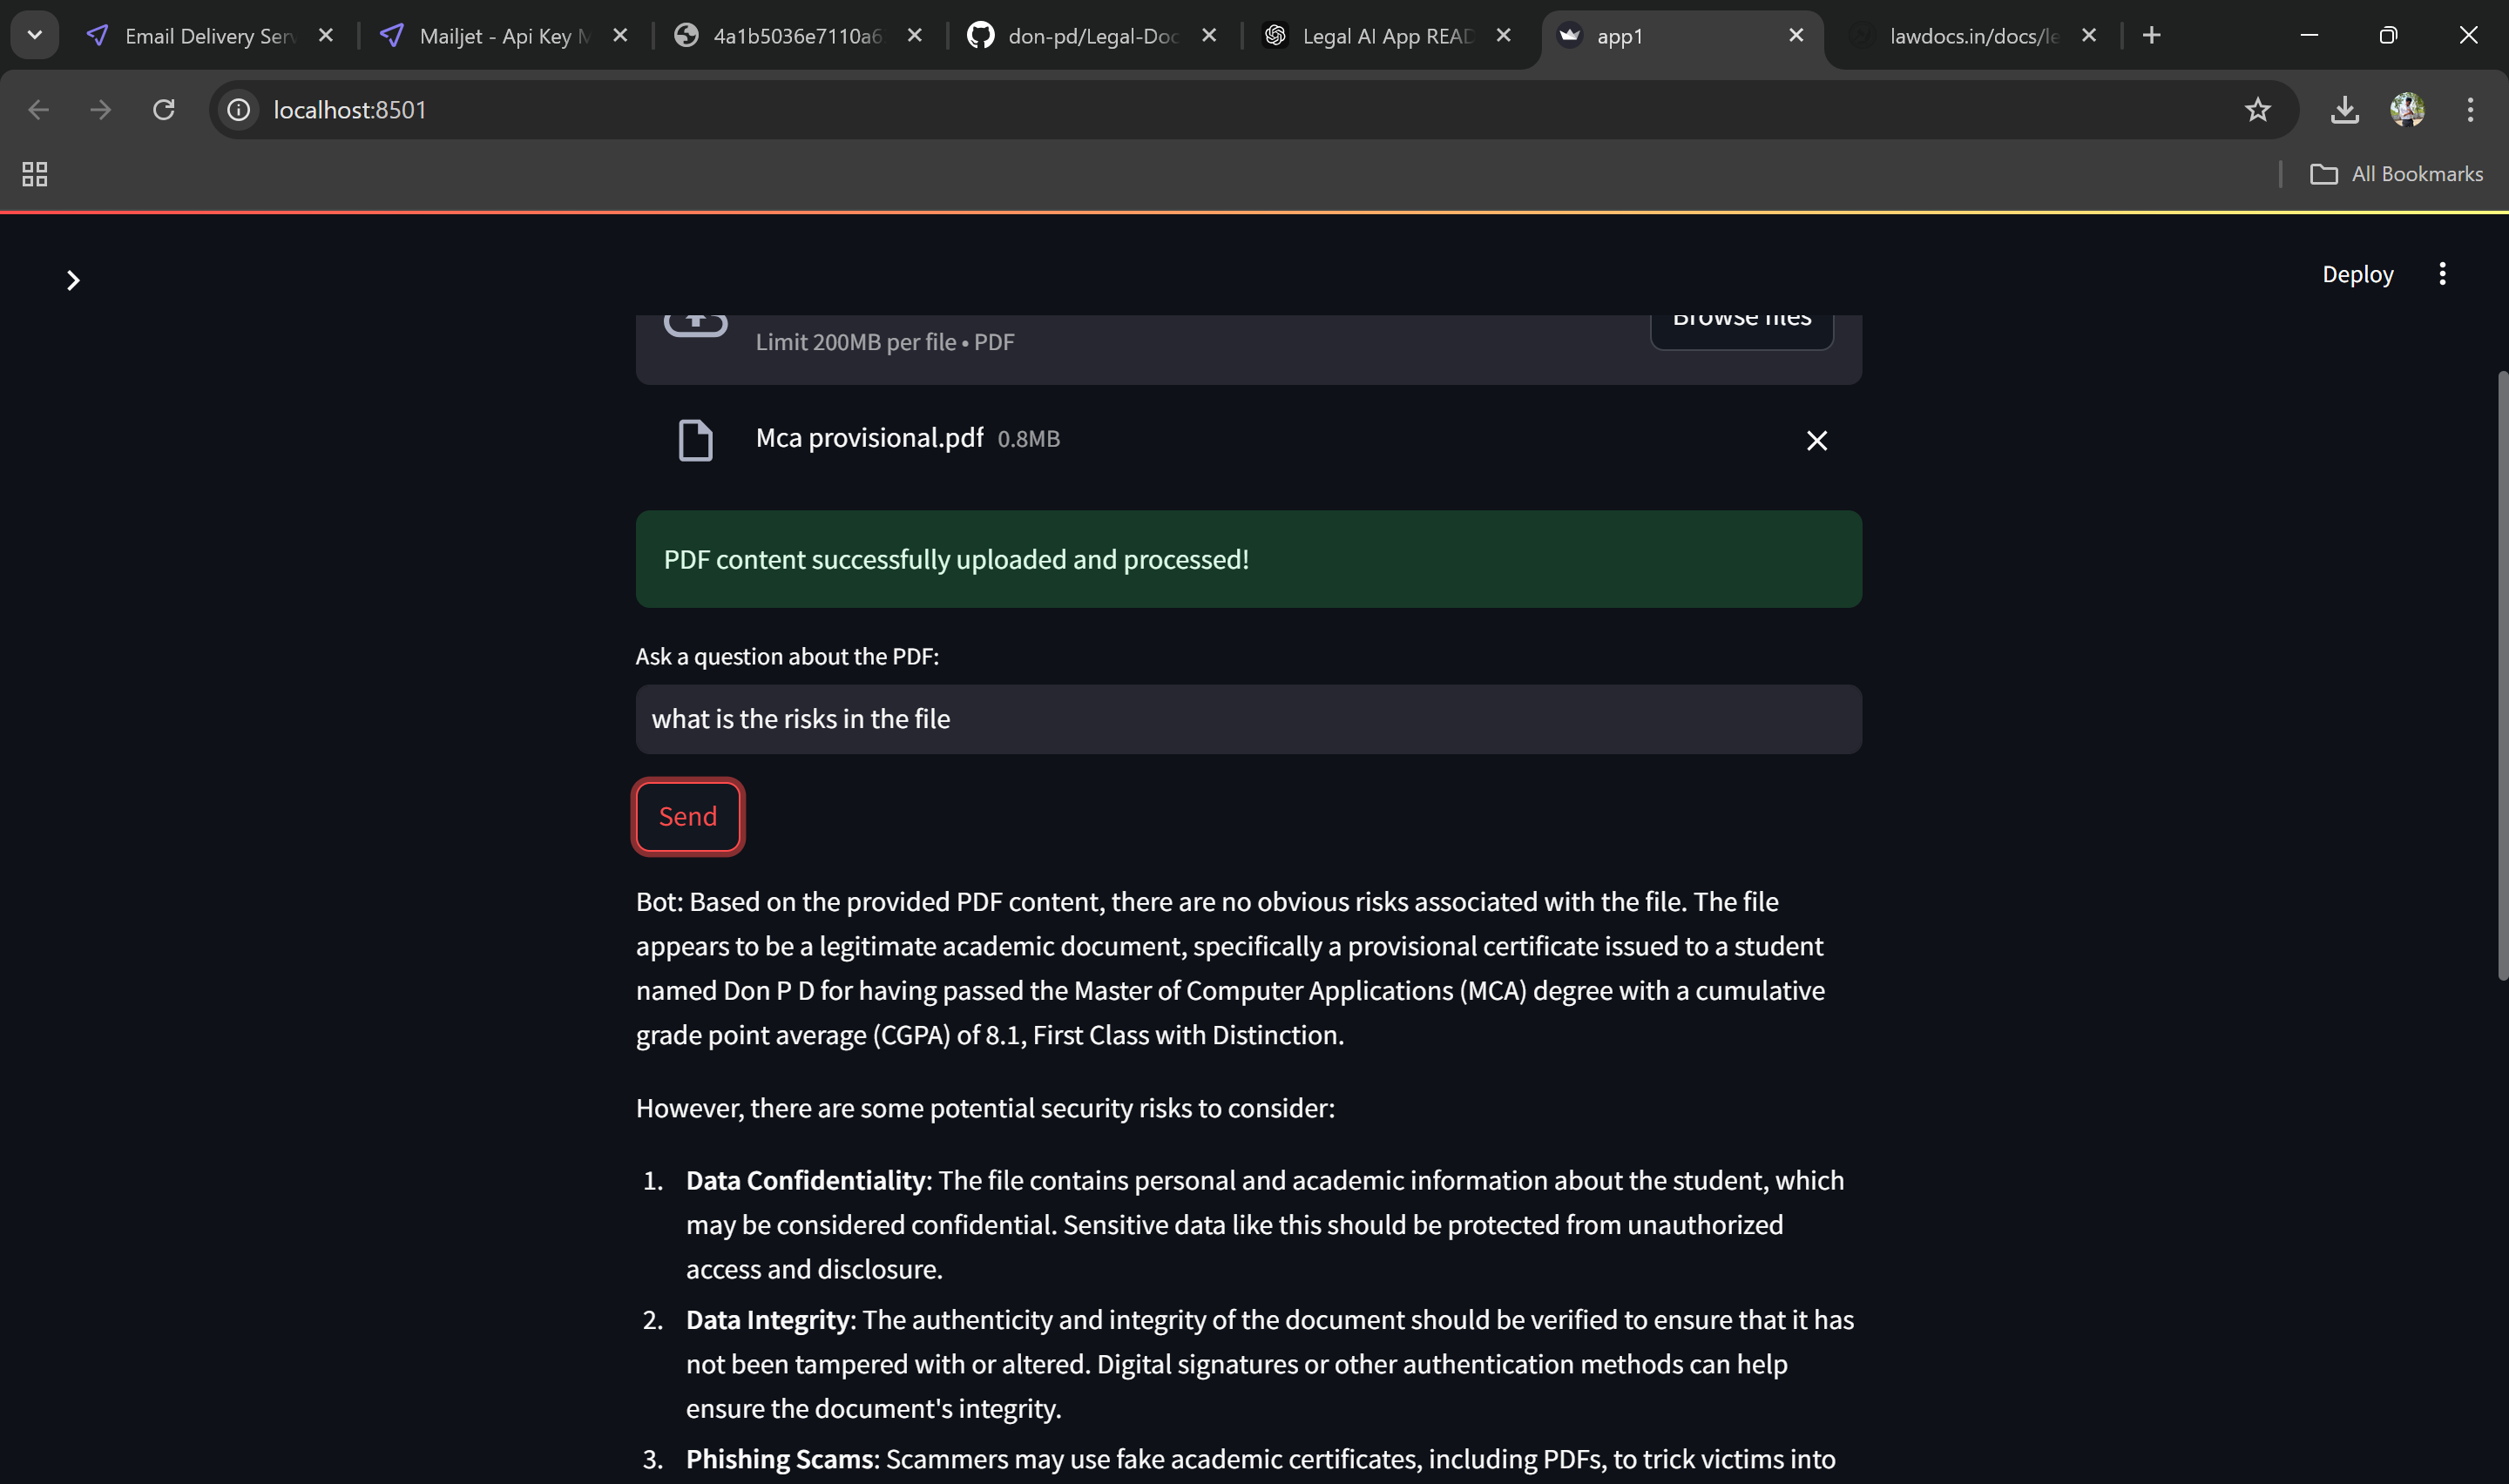 Email Delivery Serv
Mailjet - Api Key M
4a1b5036e7110a6
don-pd/Legal-Doc
Legal AI App READ
app1
lawdocs.in/docs/le
localhost:8501
All Bookmarks
Deploy
Browse files
Limit 200MB per file • PDF
Mca provisional.pdf 0.8MB
PDF content successfully uploaded and processed!
Ask a question about the PDF:
what is the risks in the file
Send
Bot: Based on the provided PDF content, there are no obvious risks associated with the file. The file
appears to be a legitimate academic document, specifically a provisional certificate issued to a student
named Don P D for having passed the Master of Computer Applications (MCA) degree with a cumulative
grade point average (CGPA) of 8.1, First Class with Distinction.
However, there are some potential security risks to consider:
1. Data Confidentiality: The file contains personal and academic information about the student, which
may be considered confidential. Sensitive data like this should be protected from unauthorized
access and disclosure.
2. Data Integrity: The authenticity and integrity of the document should be verified to ensure that it has
not been tampered with or altered. Digital signatures or other authentication methods can help
ensure the document's integrity.
3. Phishing Scams: Scammers may use fake academic certificates, including PDFs, to trick victims into